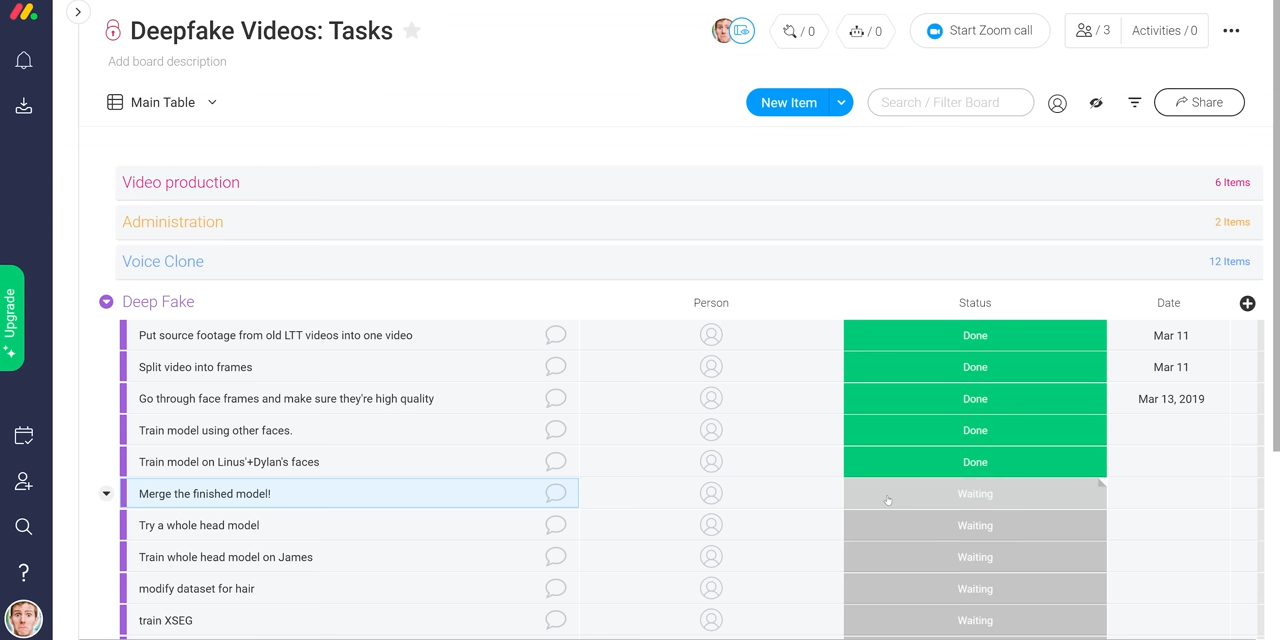 Deepfake Videos: Tasks
/ 0
/ 0
Start Zoom call
/ 3
Activities / 0
Add board description
Main Table
New Item
Search / Filter Board
Share
Video production
6 Items
Administration
2 Items
Voice Clone
12 Items
Upgrade
Deep Fake
Person
Status
Date
Put source footage from old LTT videos into one video
Done
Mar 11
Split video into frames
Done
Mar 11
Go through face frames and make sure they're high quality
Done
Mar 13, 2019
Train model using other faces.
Done
Train model on Linus'+Dylan's faces
Done
Merge the finished model!
Waiting
Try a whole head model
Waiting
Train whole head model on James
Waiting
modify dataset for hair
Waiting
train XSEG
Waiting